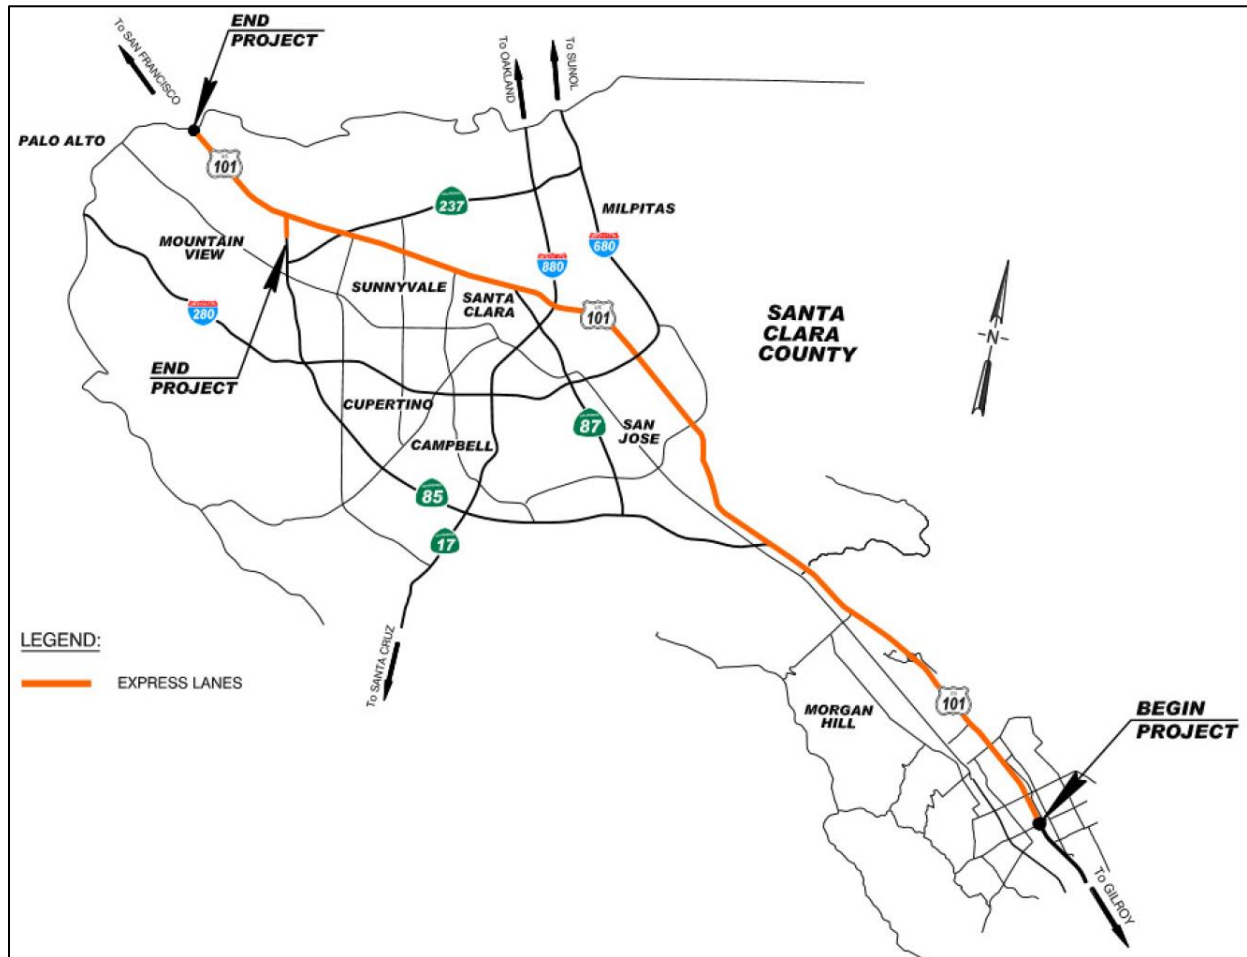 To SAN FRANCISCO
END
PROJECT
To OAKLAND
To SUNOL
PALO ALTO
101
237
MILPITAS
MOUNTAIN
VIEW
880
680
SUNNYVALE
SANTA
CLARA
280
101
SANTA
CLARA
COUNTY
-N-
END
PROJECT
CUPERTINO
87
SAN
JOSE
CAMPBELL
85
17
LEGEND:
To SANTA CRUZ
EXPRESS LANES
101
MORGAN
HILL
BEGIN
PROJECT
To GILROY